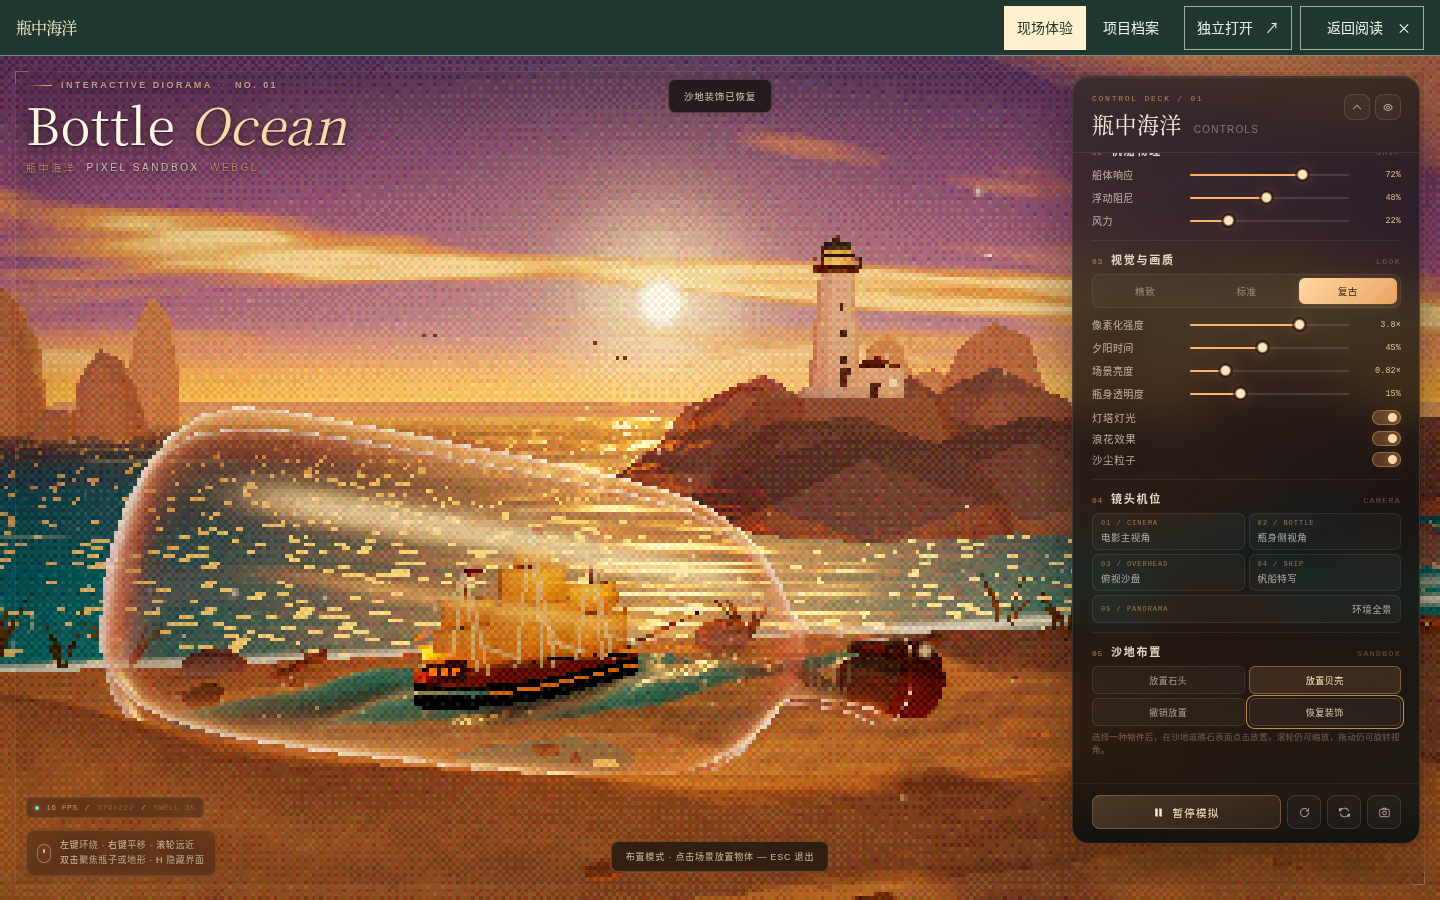 瓶中海洋
现场体验
项目档案
独立打开 ↗
返回阅读 ×
INTERACTIVE DIORAMA · NO. 01
Bottle Ocean
瓶中海洋 PIXEL SANDBOX WEBGL
沙地装饰已恢复
CONTROL DECK / 01
瓶中海洋 CONTROLS
船体响应 72%
浮动阻尼 48%
风力 22%
03 视觉与画质 LOOK
精致 标准 复古
像素化强度 3.8×
夕阳时间 45%
场景亮度 0.82×
瓶身透明度 15%
灯塔灯光
浪花效果
沙尘粒子
04 镜头机位 CAMERA
01 / CINEMA
电影主视角
02 / BOTTLE
瓶身侧视角
03 / OVERHEAD
俯视沙盘
04 / SHIP
帆船特写
05 / PANORAMA 环境全景
05 沙地布置 SANDBOX
放置石头 放置贝壳
撤销放置 恢复装饰
选择一种物件后，在沙地或礁石表面点击放置。滚轮仍可缩放，拖动仍可旋转视
角。
暂停模拟
16 FPS / 379×222 / SWELL 35
左键环绕 · 右键平移 · 滚轮远近
双击聚焦瓶子或地形 · H 隐藏界面
布置模式 · 点击场景放置物体 — ESC 退出